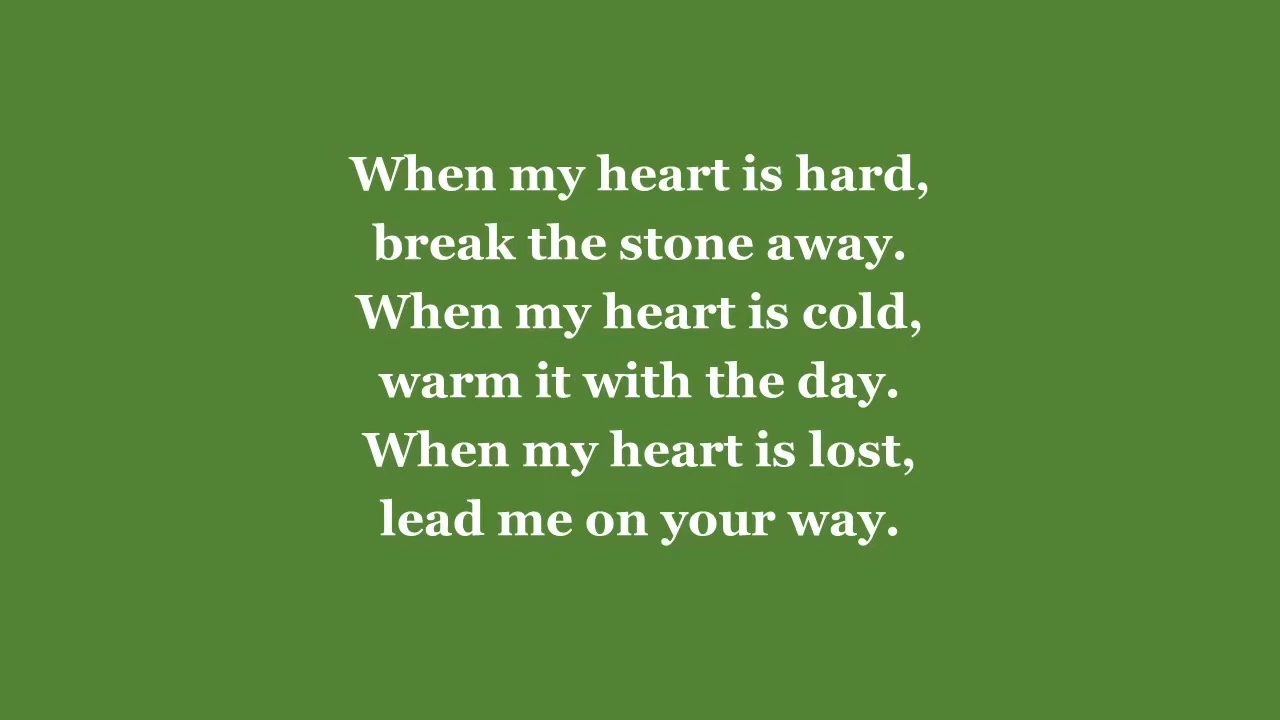 When my heart is hard,
break the stone away.
When my heart is cold,
warm it with the day.
When my heart is lost,
lead me on your way.